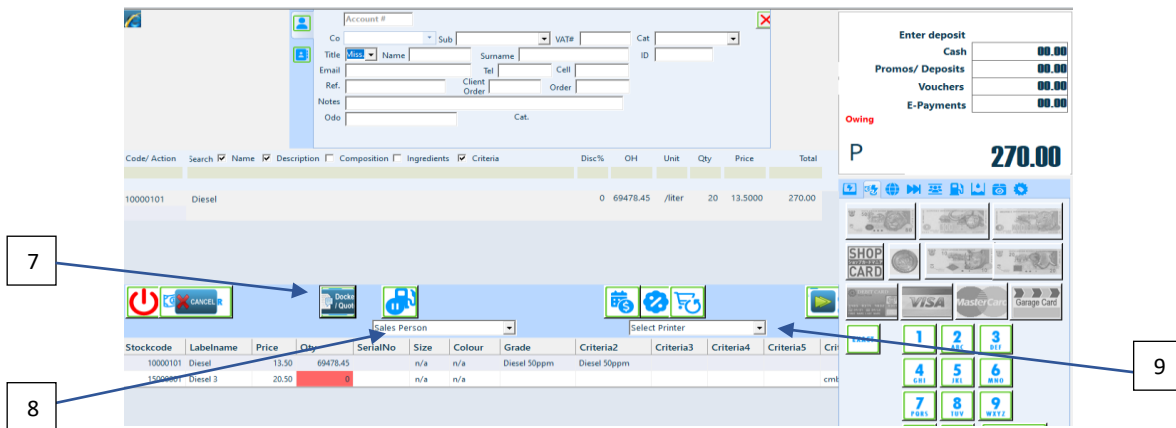 Account #
Co Sub VAT# Cat
Title Miss. Name Surname ID
Email Tel Cell
Ref. Client Order Order
Notes
Odo Cat.
Enter deposit
Cash 00.00
Promos/ Deposits 00.00
Vouchers 00.00
E-Payments 00.00
Owing
P 270.00
Code/ Action Search Name Description Composition Ingredients Criteria Disc% OH Unit Qty Price Total
10000101 Diesel 0 69478.45 /liter 20 13.5000 270.00
SHOP CARD
7
CANCEL
Docke / Quot
VISA MasterCard Garage Card
Sales Person Select Printer
1 2 ABC 3 DEF
Stockcode Labelname Price Qty SerialNo Size Colour Grade Criteria2 Criteria3 Criteria4 Criteria5 Crit
10000101 Diesel 13.50 69478.45 n/a n/a Diesel 50ppm Diesel 50ppm
Diesel 3 20.50 0 n/a n/a cmb
4 GHI 5 JKL 6 MNO
9
8
7 PQRS 8 TUV 9 WXYZ